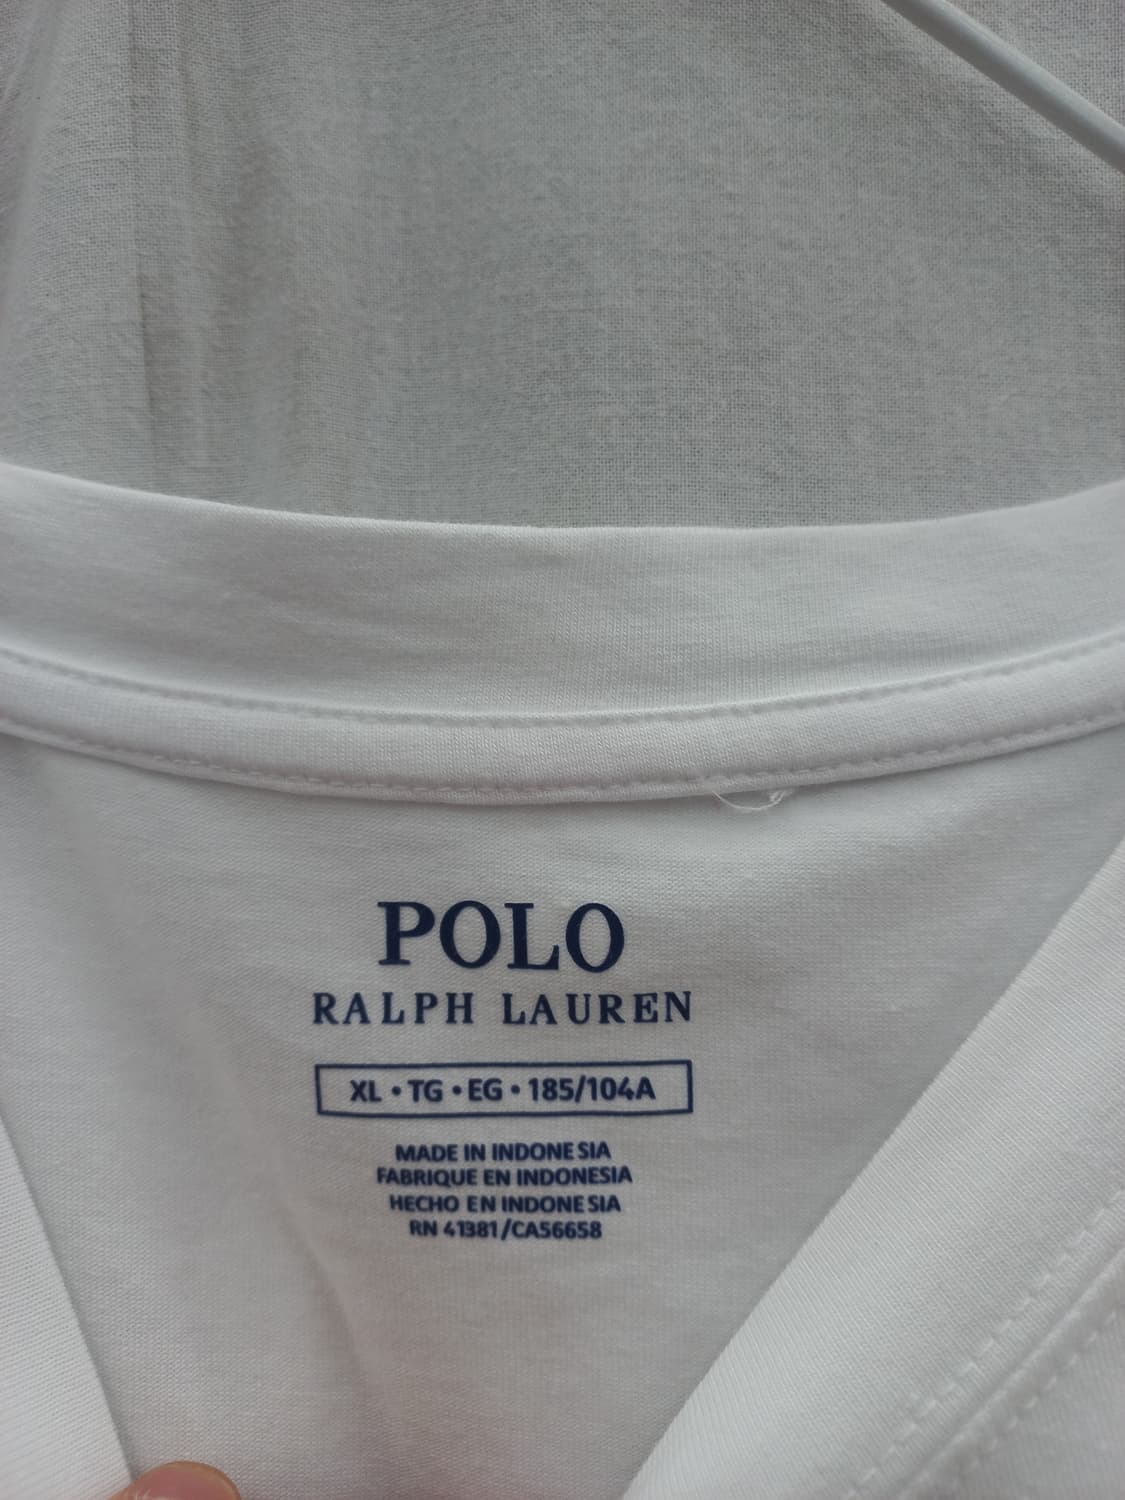 POLO
RALPH LAUREN
XL • TG • EG • 185/104A
MADE IN INDONESIA
FABRIQUE EN INDONESIA
HECHO EN INDONESIA
RN 41381/CA56658